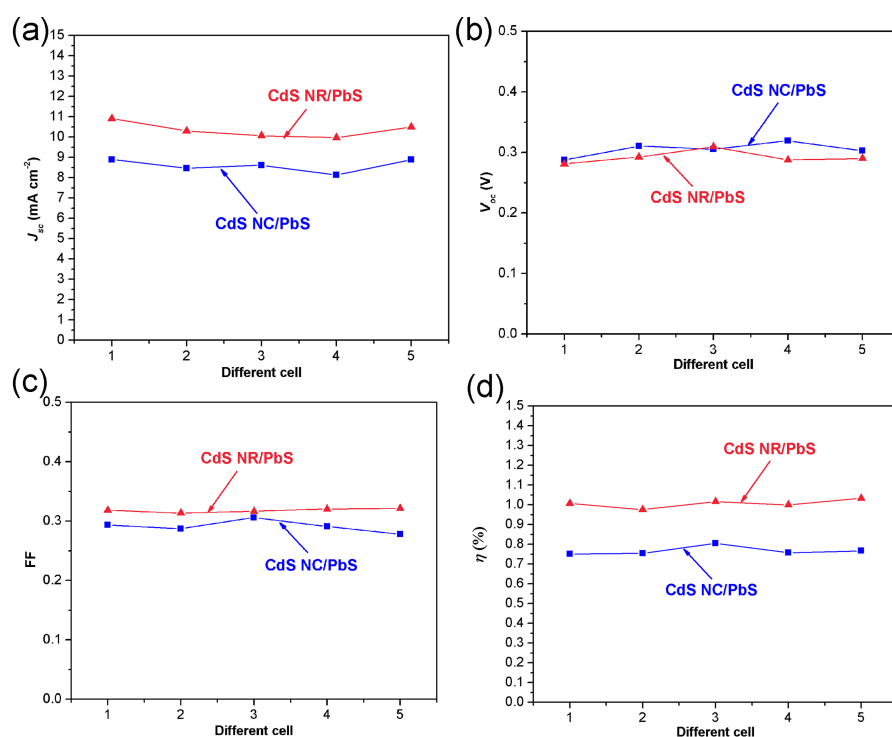 (a)
15
14
13
12
11
10
9
8
7
6
5
4
3
2
1
0
Jsc (mA cm-2)
CdS NR/PbS
CdS NC/PbS
1 2 3 4 5
Different cell
(b)
0.5
0.4
0.3
0.2
0.1
0.0
Voc (V)
CdS NC/PbS
CdS NR/PbS
1 2 3 4 5
Different cell
(c)
0.5
0.4
0.3
0.2
0.1
0.0
FF
CdS NR/PbS
CdS NC/PbS
1 2 3 4 5
Different cell
(d)
1.5
1.4
1.3
1.2
1.1
1.0
0.9
0.8
0.7
0.6
0.5
0.4
0.3
0.2
0.1
0.0
η (%)
CdS NR/PbS
CdS NC/PbS
1 2 3 4 5
Different cell